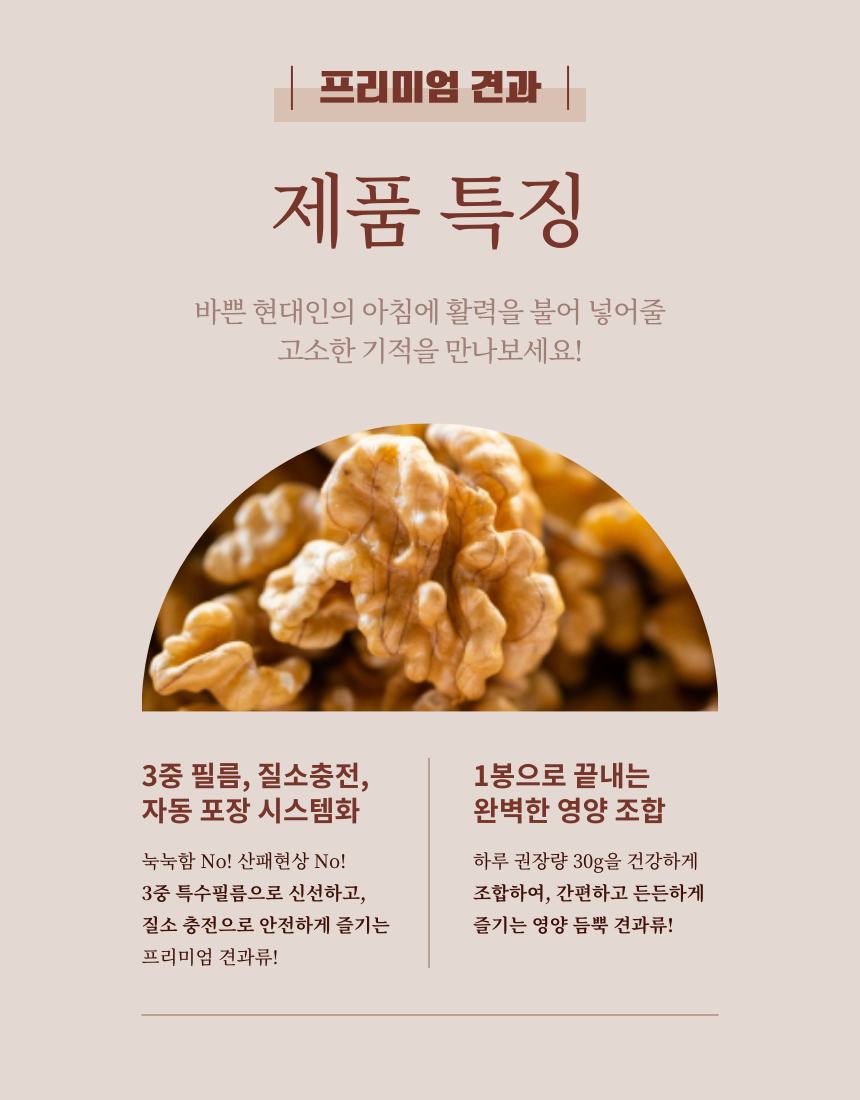 프리미엄 견과
제품 특징
바쁜 현대인의 아침에 활력을 불어 넣어줄
고소한 기적을 만나보세요!
3중 필름, 질소충전,
자동 포장 시스템화
눅눅함 No! 산패현상 No!
3중 특수필름으로 신선하고,
질소 충전으로 안전하게 즐기는
프리미엄 견과류!
1봉으로 끝내는
완벽한 영양 조합
하루 권장량 30g을 건강하게
조합하여, 간편하고 든든하게
즐기는 영양 듬뿍 견과류!